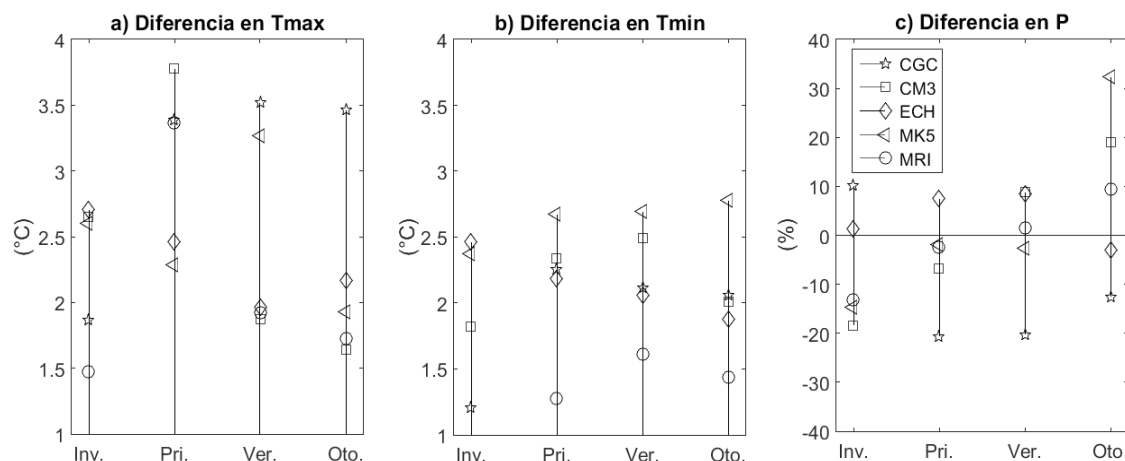 a) Diferencia en Tmax
4
3.5
3
2.5
2
1.5
1
(°C)
Inv. Pri. Ver. Oto.
b) Diferencia en Tmin
4
3.5
3
2.5
2
1.5
1
(°C)
Inv. Pri. Ver. Oto.
c) Diferencia en P
40
30
20
10
0
-10
-20
-30
-40
(%)
CGC
CM3
ECH
MK5
MRI
Inv. Pri. Ver. Oto.